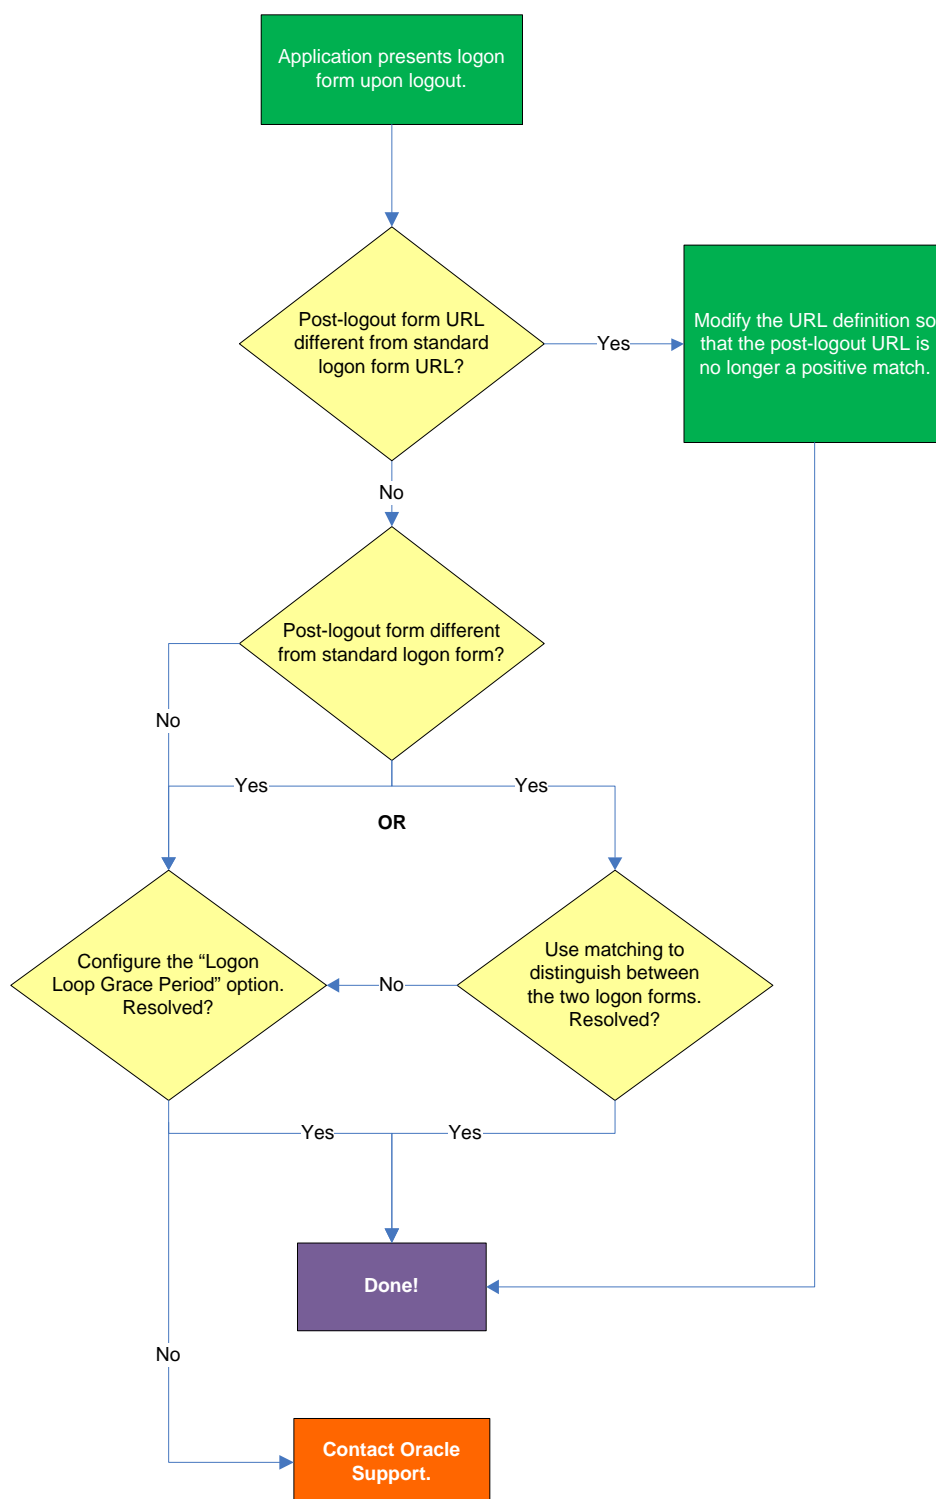 Application presents logon
form upon logout.
Post-logout form URL
different from standard
logon form URL?
Yes
Modify the URL definition so
that the post-logout URL is
no longer a positive match.
No
Post-logout form different
from standard logon form?
No
Yes
Yes
OR
Configure the “Logon
Loop Grace Period” option.
Resolved?
No
Use matching to
distinguish between
the two logon forms.
Resolved?
Yes
Yes
Done!
No
Contact Oracle
Support.